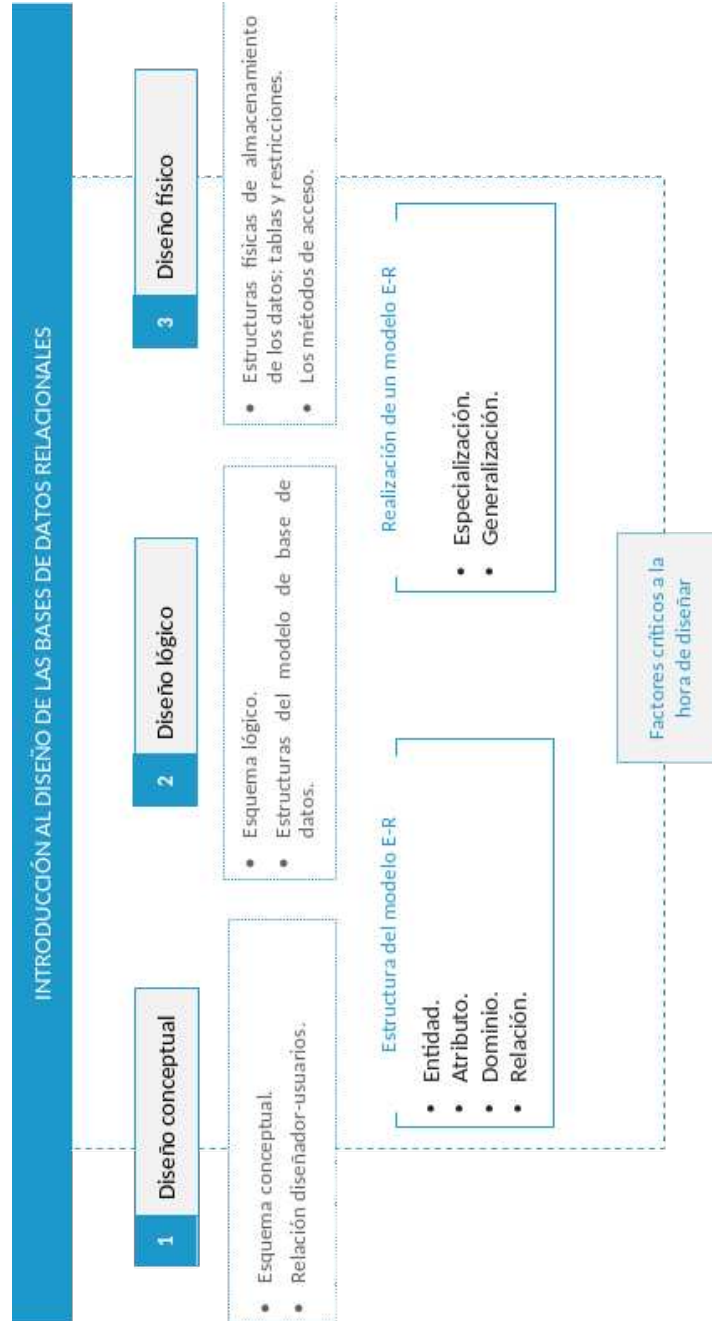 INTRODUCCIÓN AL DISEÑO DE LAS BASES DE DATOS RELACIONALES
1
Diseño conceptual
• Esquema conceptual.
• Relación diseñador-usuarios.
2
Diseño lógico
• Esquema lógico.
• Estructuras del modelo de base de
datos.
3
Diseño físico
• Estructuras físicas de almacenamiento
de los datos: tablas y restricciones.
• Los métodos de acceso.
Estructura del modelo E-R
• Entidad.
• Atributo.
• Dominio.
• Relación.
Realización de un modelo E-R
• Especialización.
• Generalización.
Factores críticos a la
hora de diseñar